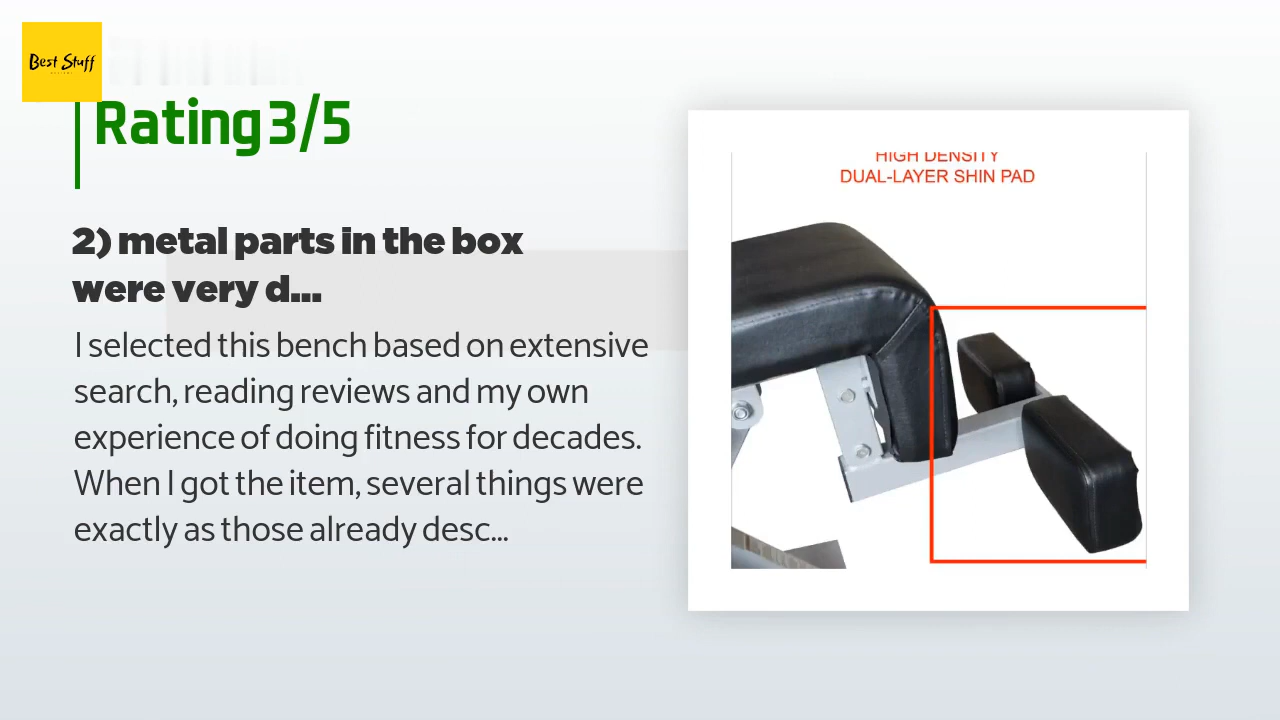 Best Stuff
Rating 3/5
2) metal parts in the box
were very d...
I selected this bench based on extensive
search, reading reviews and my own
experience of doing fitness for decades.
When I got the item, several things were
exactly as those already desc...
HIGH DENSITY
DUAL-LAYER SHIN PAD